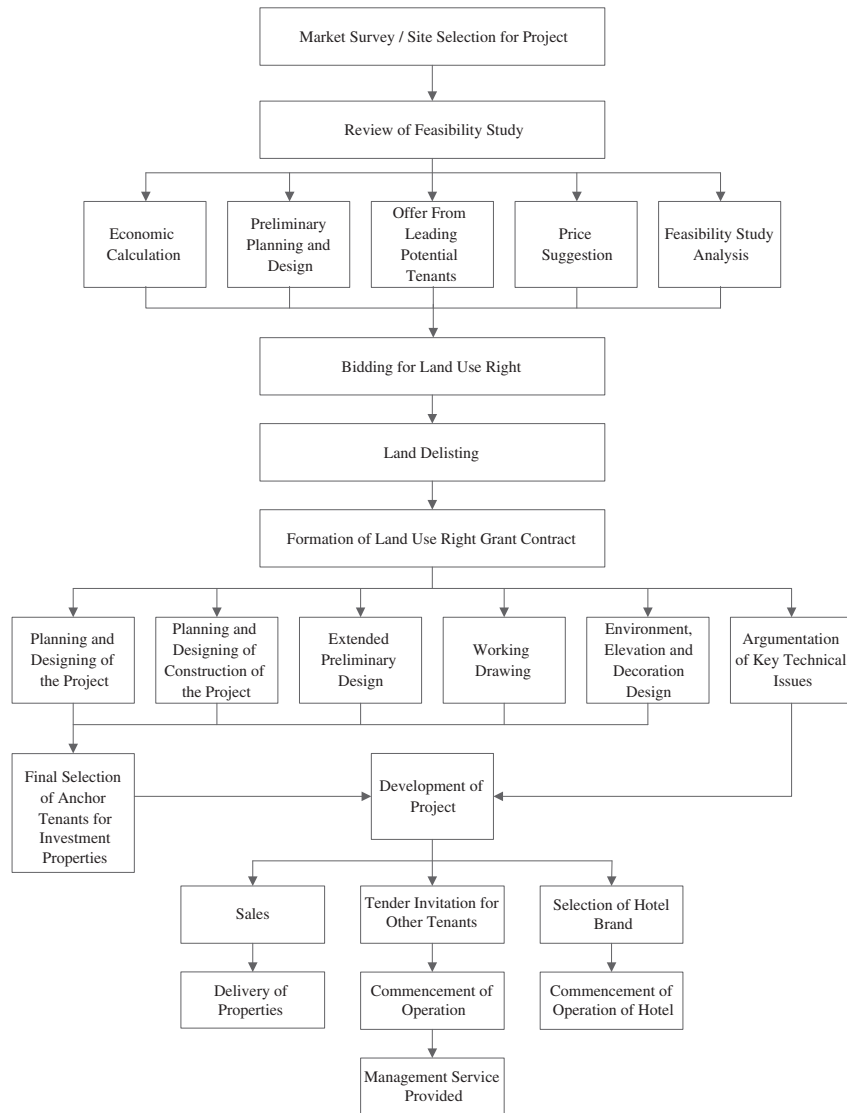 Market Survey / Site Selection for Project
Review of Feasibility Study
Economic
Calculation
Preliminary
Planning and
Design
Offer From
Leading
Potential
Tenants
Price
Suggestion
Feasibility Study
Analysis
Bidding for Land Use Right
Land Delisting
Formation of Land Use Right Grant Contract
Planning and
Designing of
the Project
Planning and
Designing of
Construction of
the Project
Extended
Preliminary
Design
Working
Drawing
Environment,
Elevation and
Decoration
Design
Argumentation
of Key Technical
Issues
Final Selection
of Anchor
Tenants for
Investment
Properties
Development of
Project
Sales
Tender Invitation for
Other Tenants
Selection of Hotel
Brand
Delivery of
Properties
Commencement of
Operation
Commencement of
Operation of Hotel
Management Service
Provided